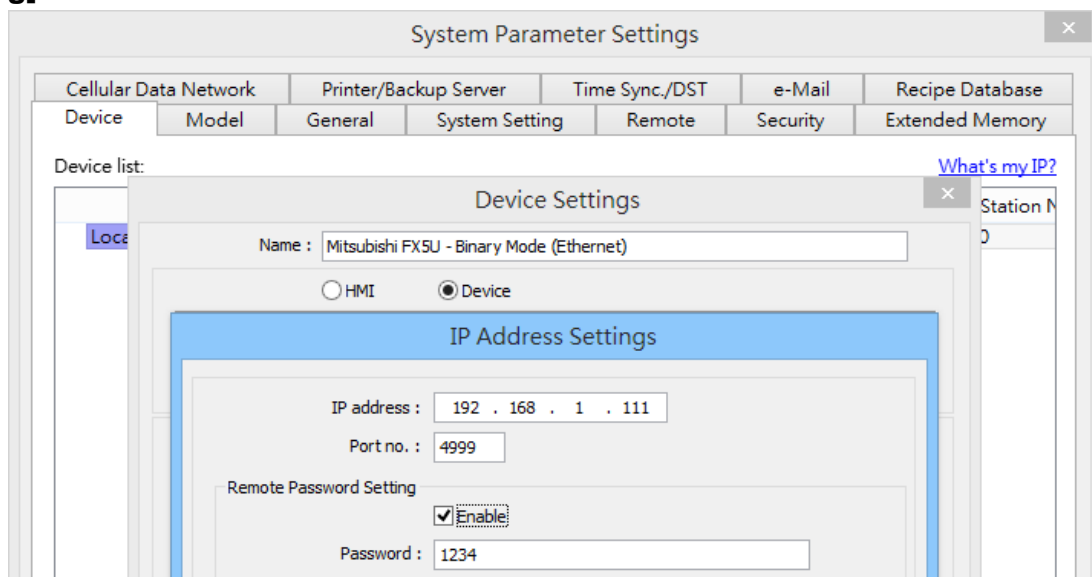 System Parameter Settings
Cellular Data Network Printer/Backup Server Time Sync./DST e-Mail Recipe Database
Device Model General System Setting Remote Security Extended Memory
Device list: What's my IP?
Device Settings
Station N
Loca
Name : Mitsubishi FX5U - Binary Mode (Ethernet)
HMI Device
IP Address Settings
IP address : 192 . 168 . 1 . 111
Port no. : 4999
Remote Password Setting
Enable
Password : 1234